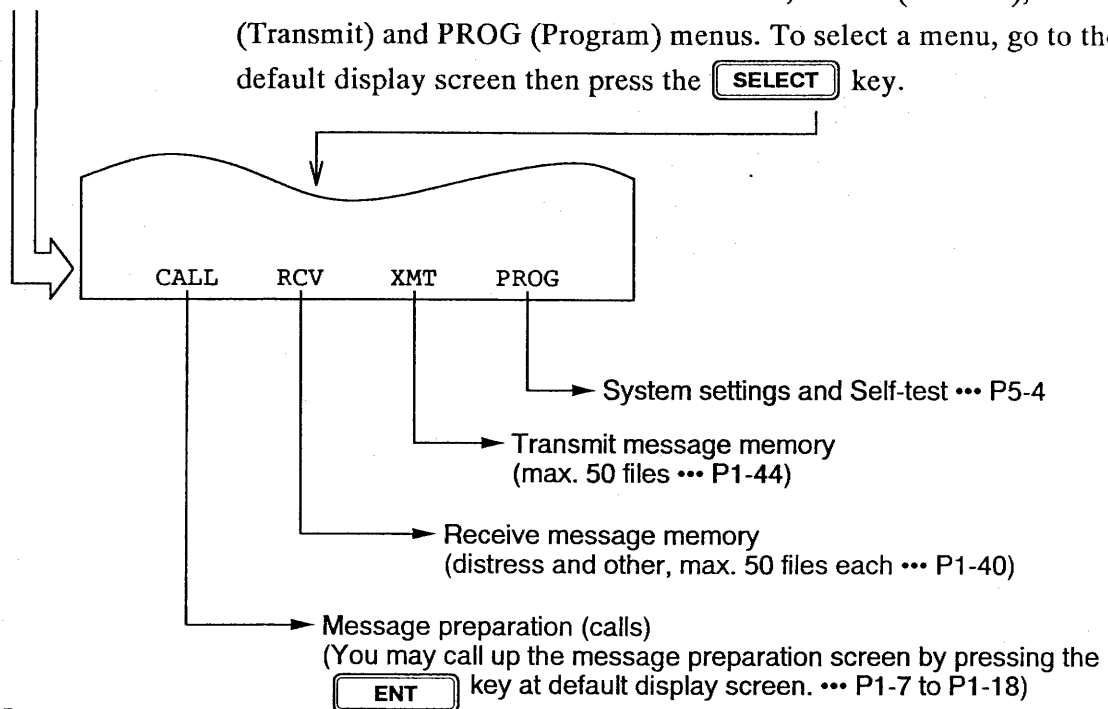 (Transmit) and PROG (Program) menus. To select a menu, go to the
default display screen then press the SELECT key.
CALL RCV XMT PROG
System settings and Self-test ••• P5-4
Transmit message memory
(max. 50 files ••• P1-44)
Receive message memory
(distress and other, max. 50 files each ••• P1-40)
Message preparation (calls)
(You may call up the message preparation screen by pressing the
ENT key at default display screen. ••• P1-7 to P1-18)